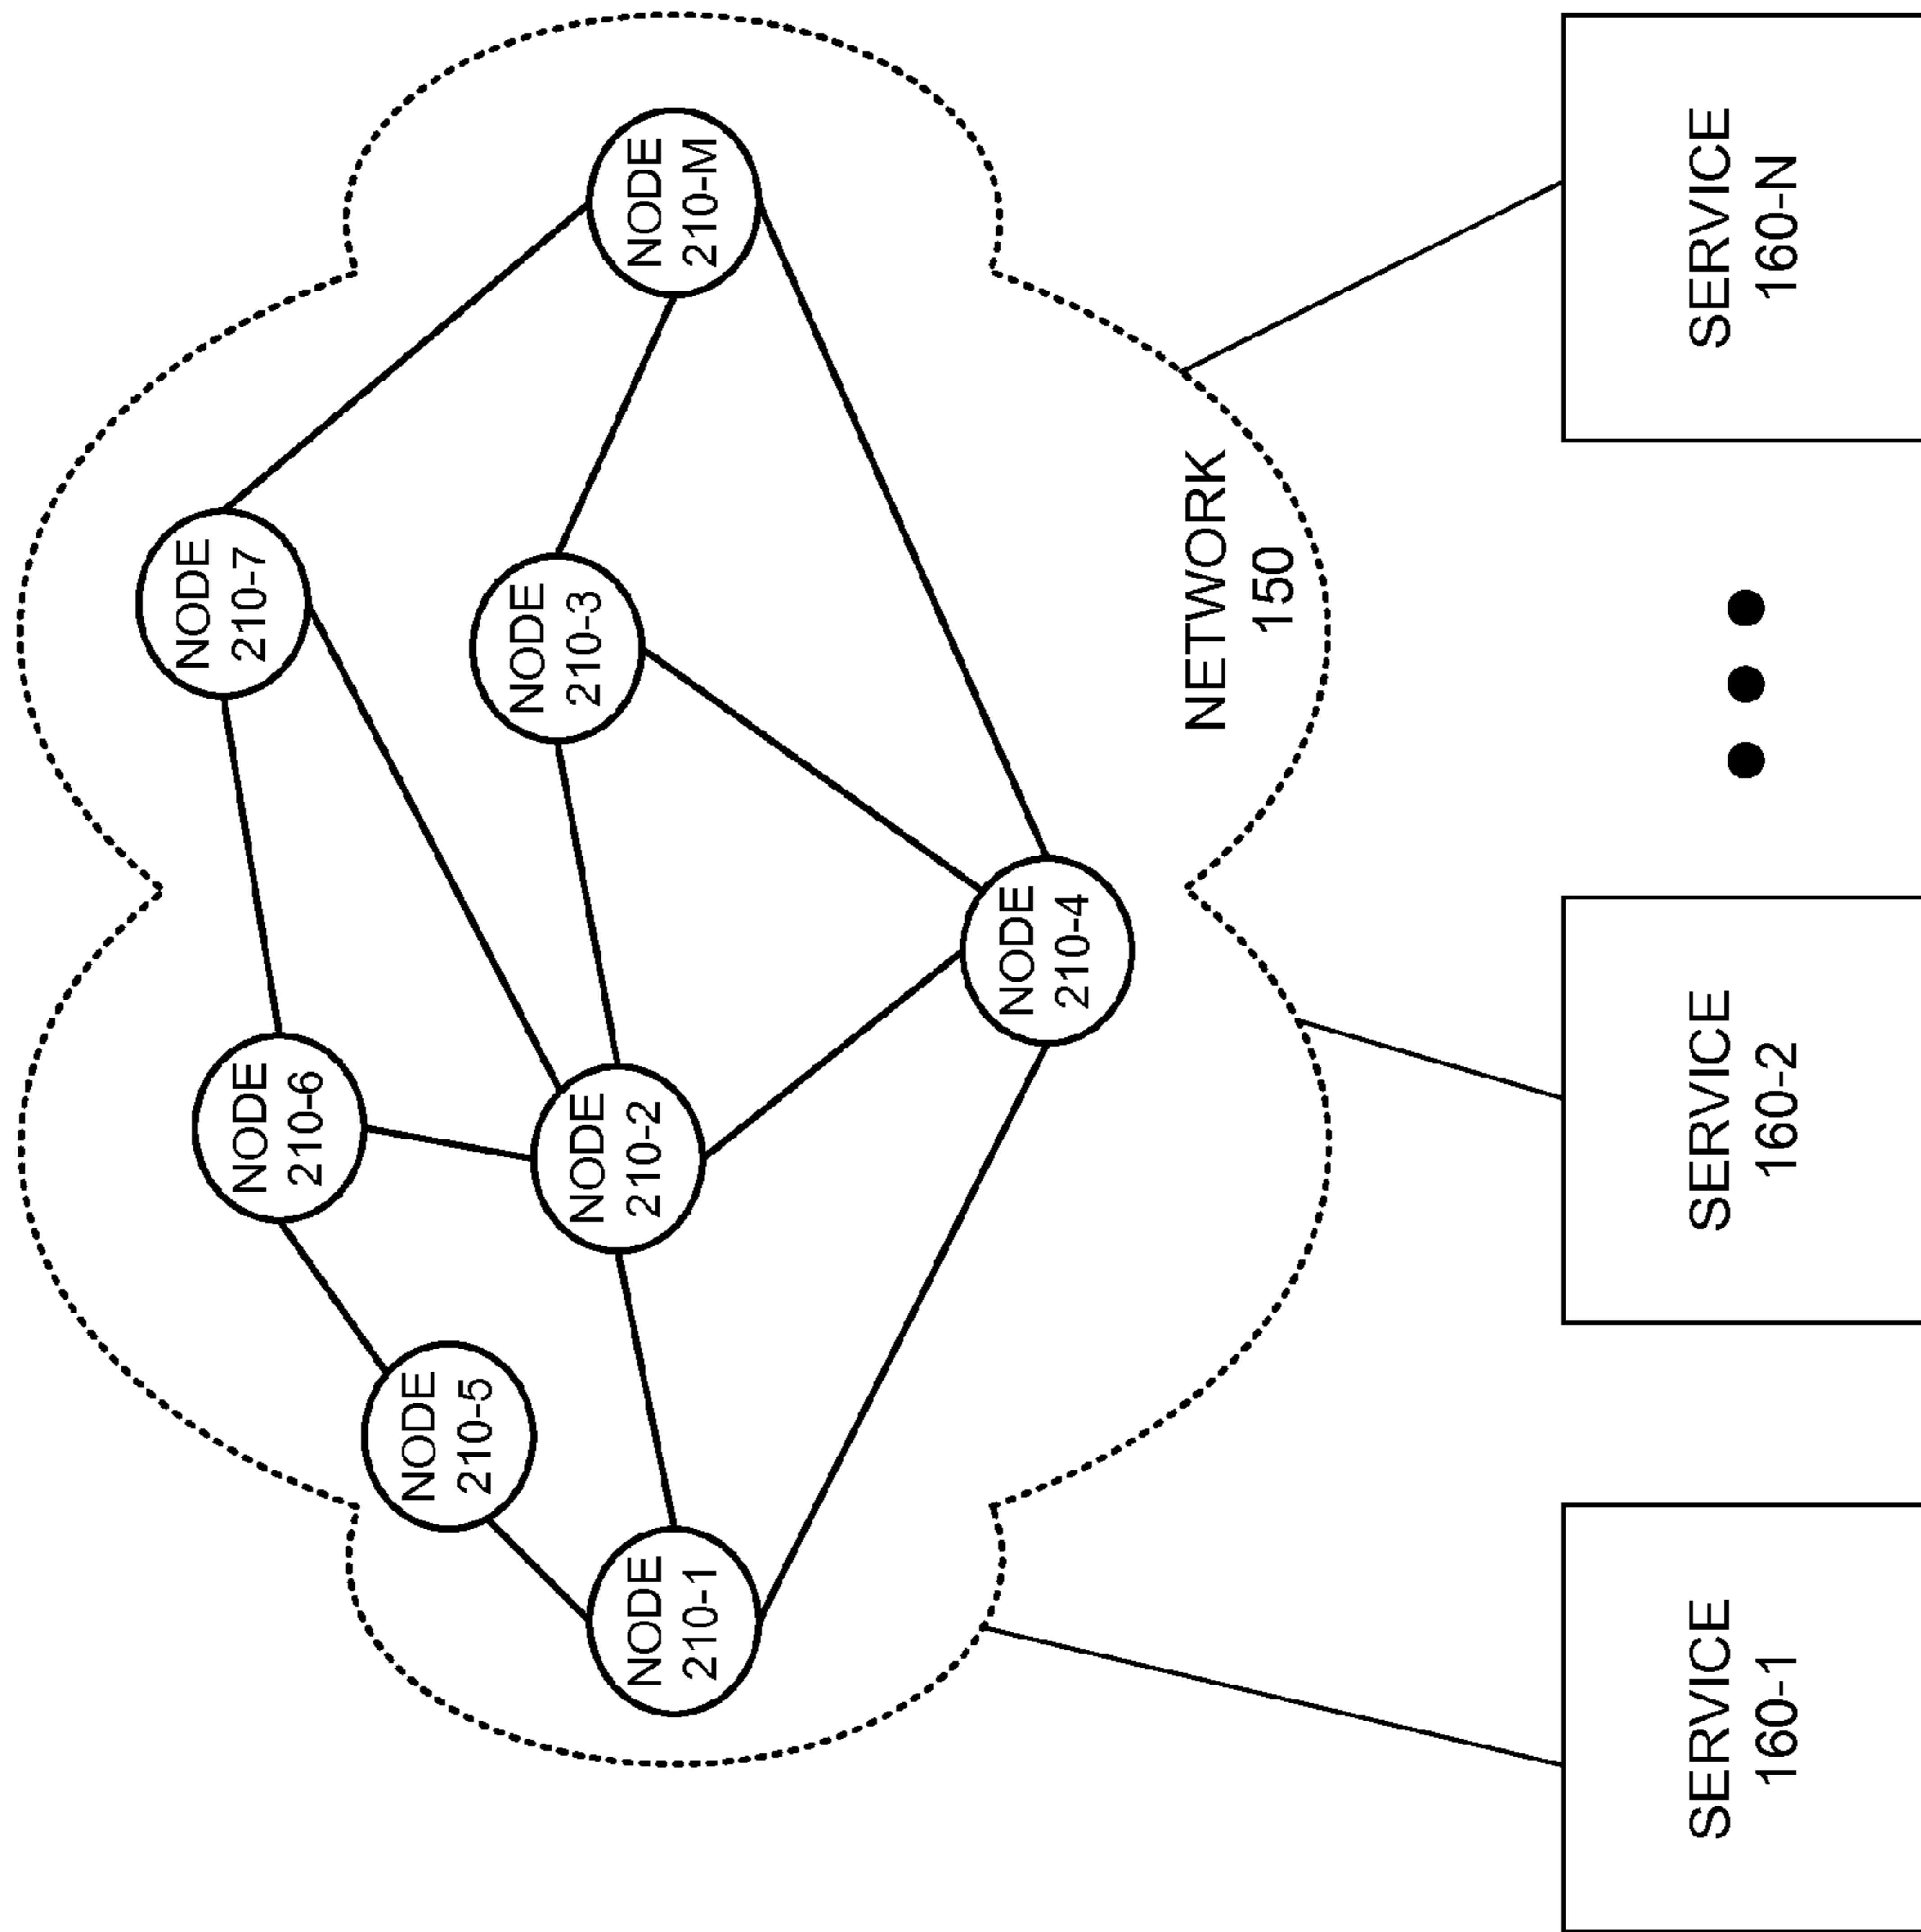 NODE
210-5
NODE
210-6
NODE
210-7
NODE
210-1
NODE
210-2
NODE
210-3
NODE
210-M
NODE
210-4
NETWORK
150
SERVICE
160-1
SERVICE
160-2
SERVICE
160-N